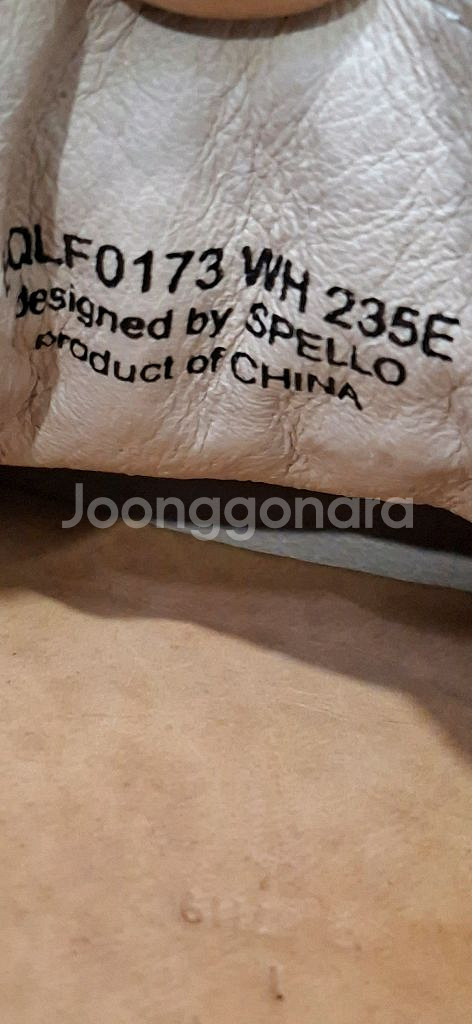 QLF0173 WH 235E
designed by SPELLO
product of CHINA
Joonggonara